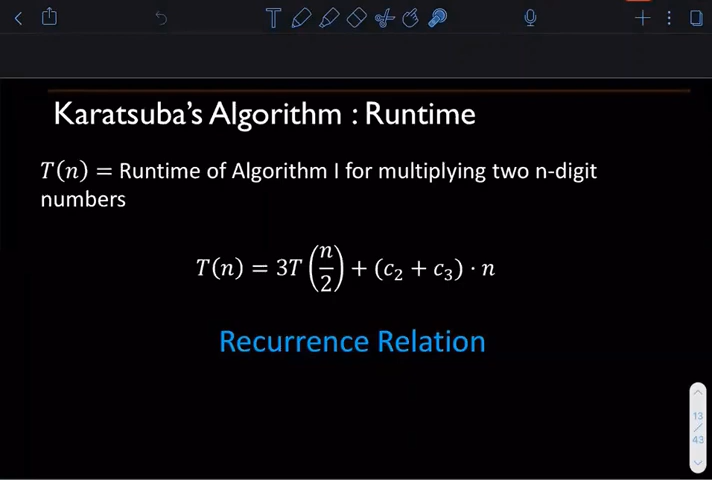 Karatsuba's Algorithm : Runtime
T(n) = Runtime of Algorithm I for multiplying two n-digit
numbers
T(n) = 3T(n/2) + (c₂ + c₃) · n
Recurrence Relation
13
/
43